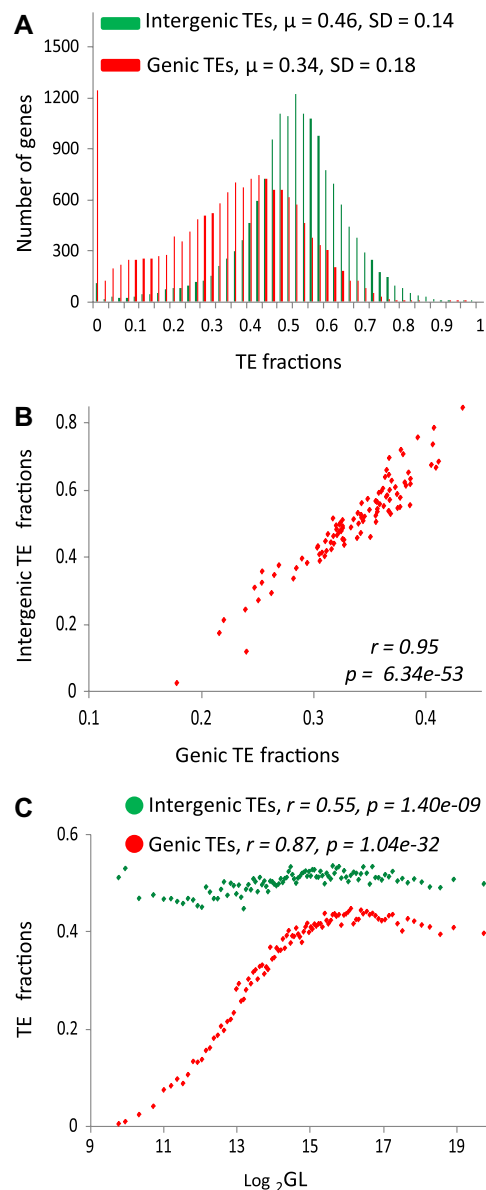 A
Intergenic TEs, μ = 0.46, SD = 0.14
Genic TEs, μ = 0.34, SD = 0.18
Number of genes
1500
1200
900
600
300
0
0 0.1 0.2 0.3 0.4 0.5 0.6 0.7 0.8 0.9 1
TE fractions
B
Intergenic TE fractions
0.8
0.6
0.4
0.2
0
r = 0.95
p = 6.34e-53
0.1 0.2 0.3 0.4
Genic TE fractions
C
Intergenic TEs, r = 0.55, p = 1.40e-09
Genic TEs, r = 0.87, p = 1.04e-32
TE fractions
0.6
0.4
0.2
0
9 11 13 15 17 19
Log 2GL